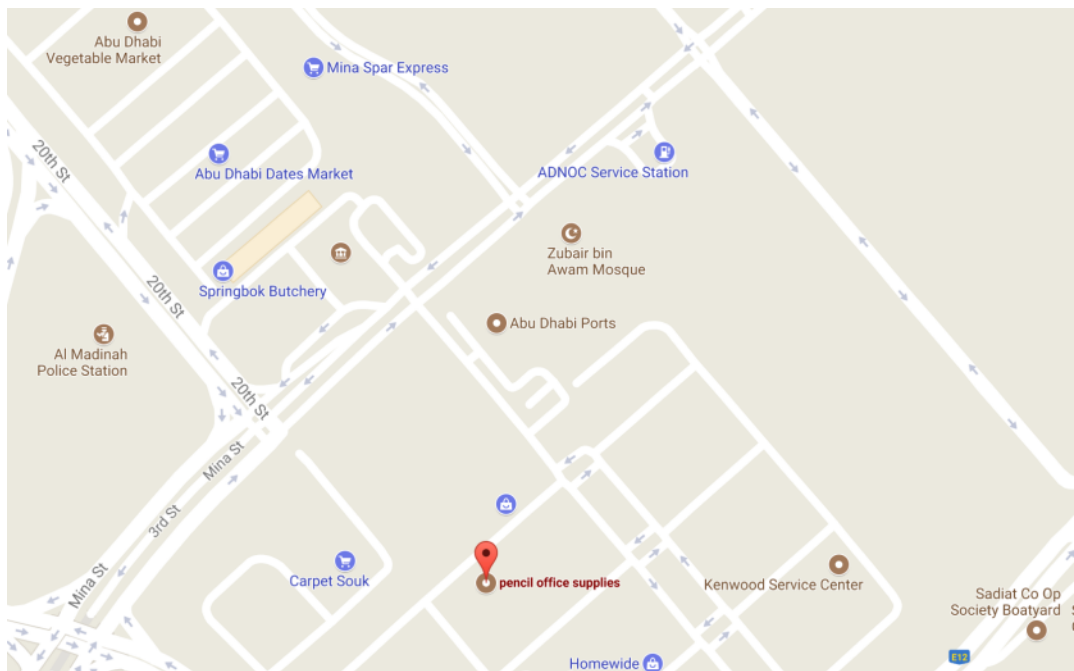 Abu Dhabi
Vegetable Market
Mina Spar Express
20th St
Abu Dhabi Dates Market
ADNOC Service Station
Zubair bin
Awam Mosque
20th St
Springbok Butchery
Abu Dhabi Ports
Al Madinah
Police Station
20th St
Mina St
3rd St
Carpet Souk
pencil office supplies
Kenwood Service Center
Mina St
Sadiat Co Op
Society Boatyard
Homewide
E12